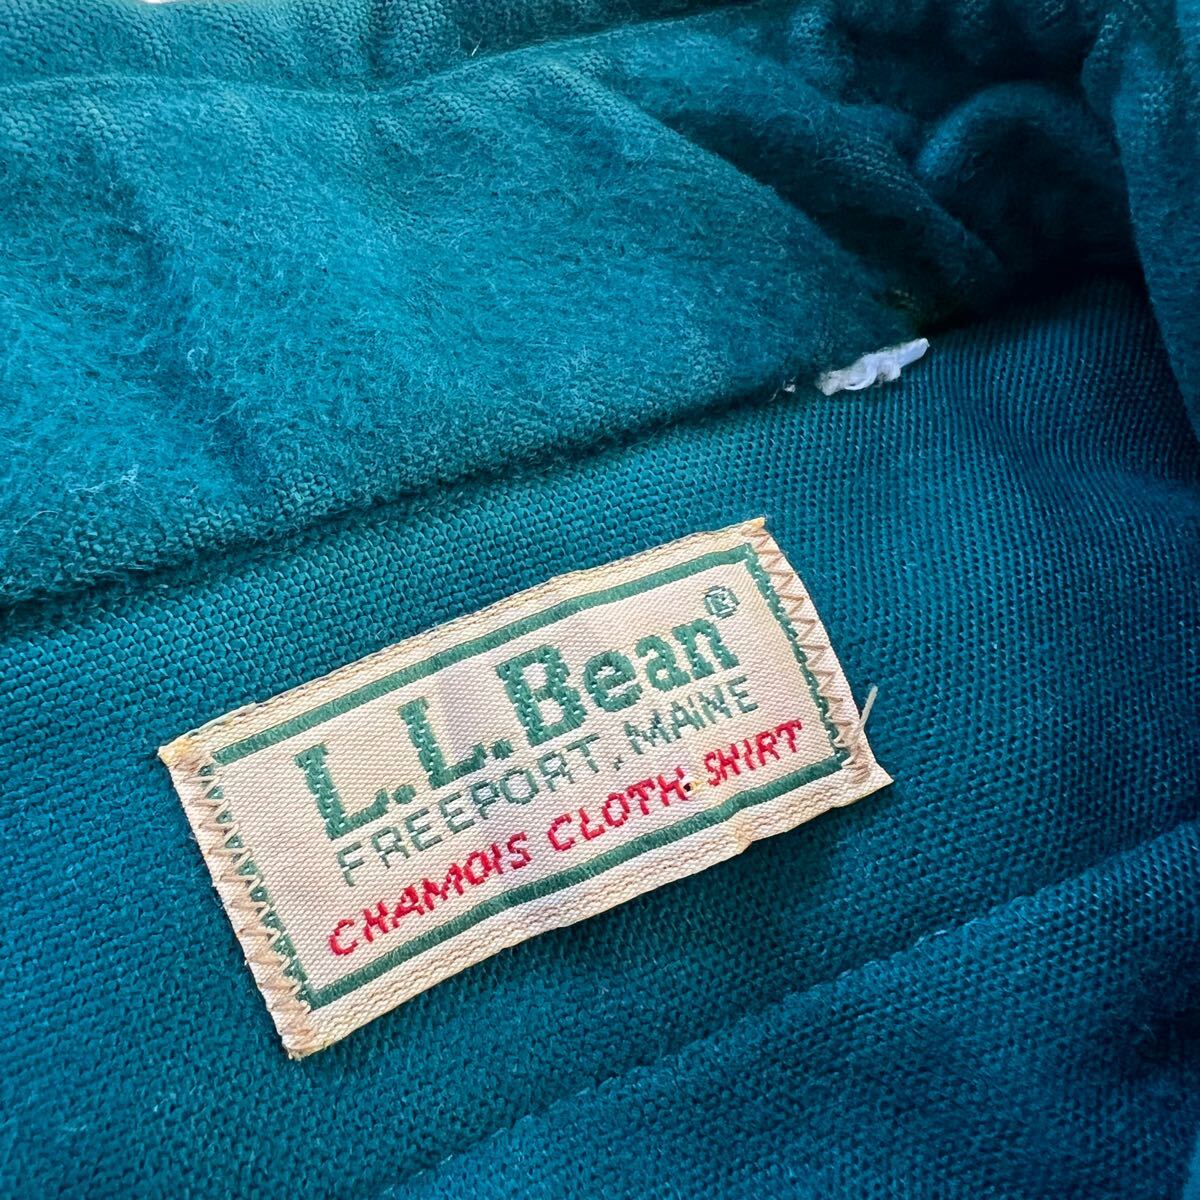 L.L.Bean®
FREEPORT, MAINE
CHAMOIS CLOTH SHIRT